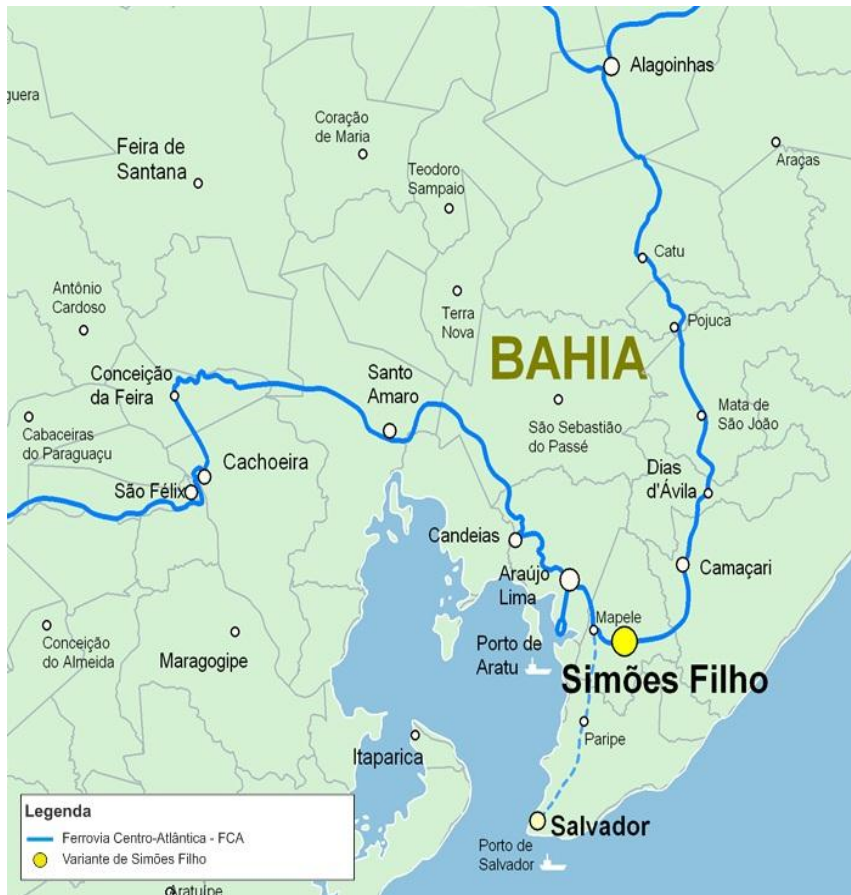 Alagoinhas
guera
Coração
de Maria
Feira de
Santana
Araças
Teodoro
Sampaio
Catu
Antônio
Cardoso
Terra
Nova
Pojuca
BAHIA
Conceição
da Feira
Santo
Amaro
São Sebastião
do Passé
Mata de
São João
Cabaceiras
do Paraguaçu
Cachoeira
São Félix
Dias
d'Ávila
Candeias
Araújo
Lima
Camaçari
Mapele
Conceição
do Almeida
Maragogipe
Porto de
Aratu
Simões Filho
Paripe
Itaparica
Salvador
Porto de
Salvador
Legenda
Ferrovia Centro-Atlântica - FCA
Variante de Simões Filho
Aratuípe